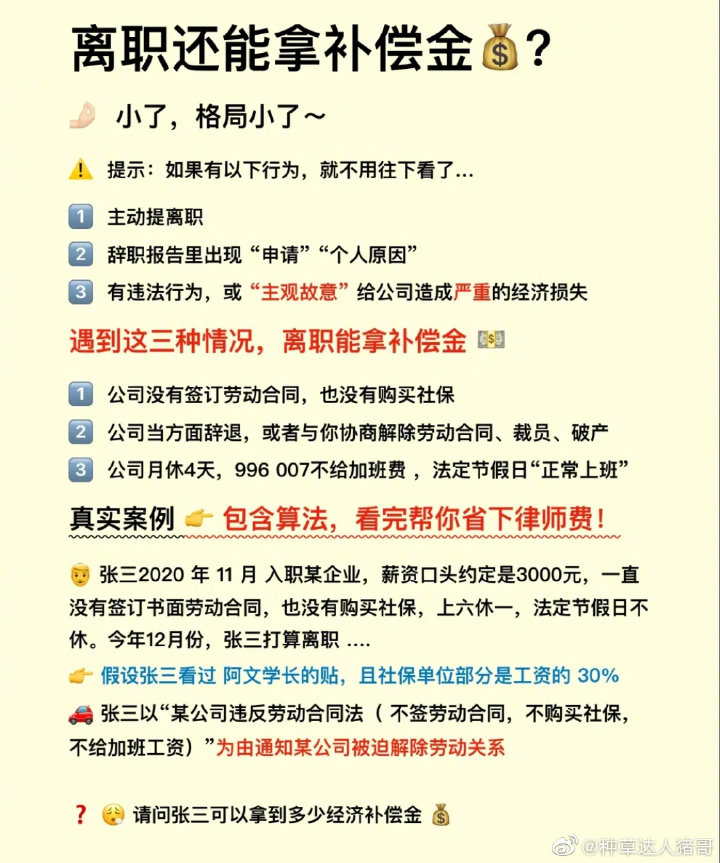 离职还能拿补偿金💰?
🤌🏻 小了，格局小了～
⚠️ 提示：如果有以下行为，就不用往下看了...
1️⃣ 主动提离职
2️⃣ 辞职报告里出现“申请”“个人原因”
3️⃣ 有违法行为，或“主观故意”给公司造成严重的经济损失
遇到这三种情况，离职能拿补偿金 💵
1️⃣ 公司没有签订劳动合同，也没有购买社保
2️⃣ 公司当方面辞退，或者与你协商解除劳动合同、裁员、破产
3️⃣ 公司月休4天，996 007不给加班费 ，法定节假日“正常上班”
真实案例 👉 包含算法，看完帮你省下律师费！
👨 张三2020 年 11 月 入职某企业，薪资口头约定是3000元，一直
没有签订书面劳动合同，也没有购买社保，上六休一，法定节假日不
休。今年12月份，张三打算离职 ....
👉 假设张三看过 阿文学长的贴，且社保单位部分是工资的 30%
🚗 张三以“某公司违反劳动合同法（ 不签劳动合同，不购买社保，
不给加班工资）”为由通知某公司被迫解除劳动关系
❓ 😮‍💨 请问张三可以拿到多少经济补偿金 💰
@种草达人猪哥